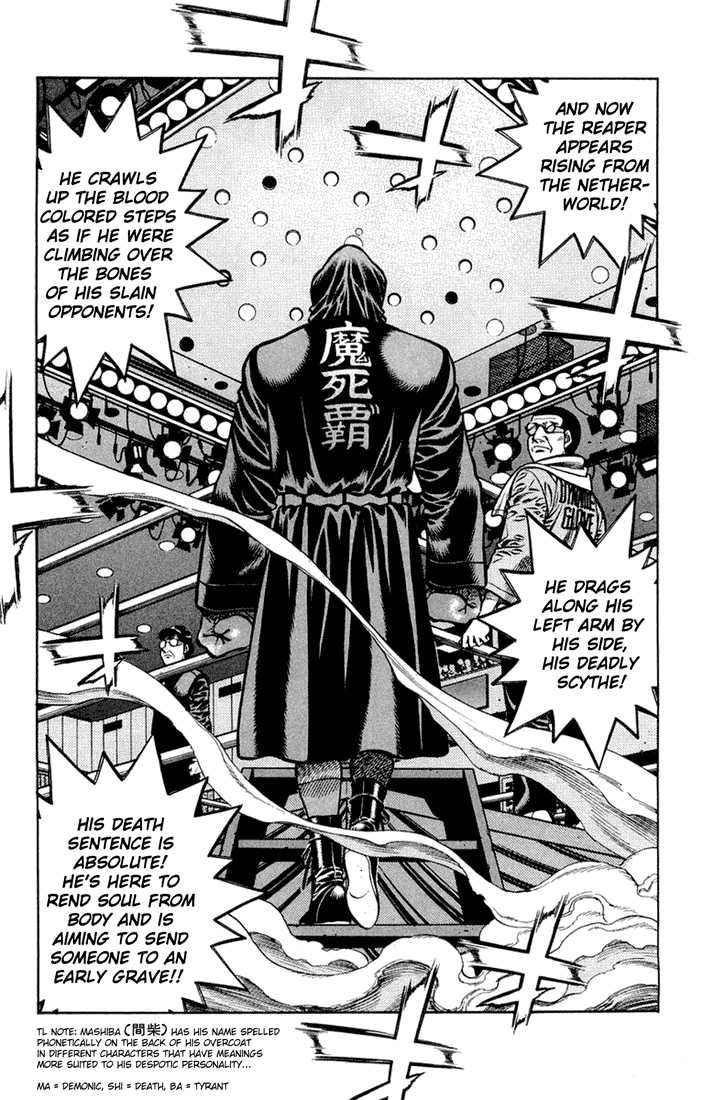 AND NOW
THE REAPER
APPEARS
RISING FROM
THE NETHER-
WORLD!
HE CRAWLS
UP THE BLOOD
COLORED STEPS
AS IF HE WERE
CLIMBING OVER
THE BONES
OF HIS SLAIN
OPPONENTS!
魔死覇
HE DRAGS
ALONG HIS
LEFT ARM BY
HIS SIDE,
HIS DEADLY
SCYTHE!
HIS DEATH
SENTENCE IS
ABSOLUTE!
HE'S HERE TO
REND SOUL FROM
BODY AND IS
AIMING TO SEND
SOMEONE TO AN
EARLY GRAVE!!
TL NOTE: MASHIBA (間柴) HAS HIS NAME SPELLED
PHONETICALLY ON THE BACK OF HIS OVERCOAT
IN DIFFERENT CHARACTERS THAT HAVE MEANINGS
MORE SUITED TO HIS DESPOTIC PERSONALITY...
MA = DEMONIC, SHI = DEATH, BA = TYRANT